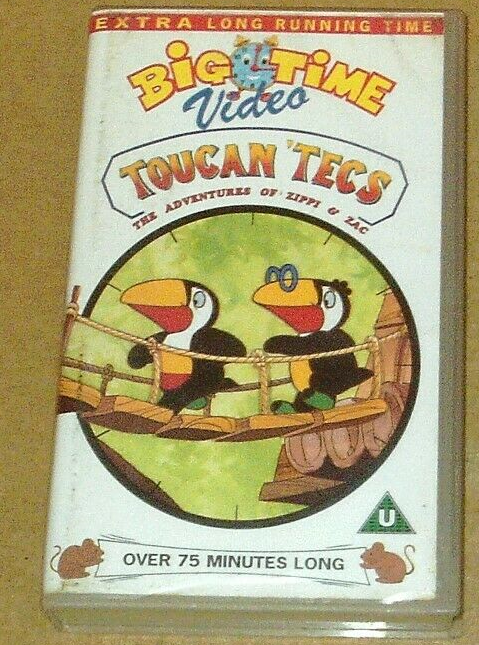 EXTRA LONG RUNNING TIME
BiG TiME
Video
TOUCAN 'TECS
THE ADVENTURES OF ZIPPI & ZAC
U
OVER 75 MINUTES LONG